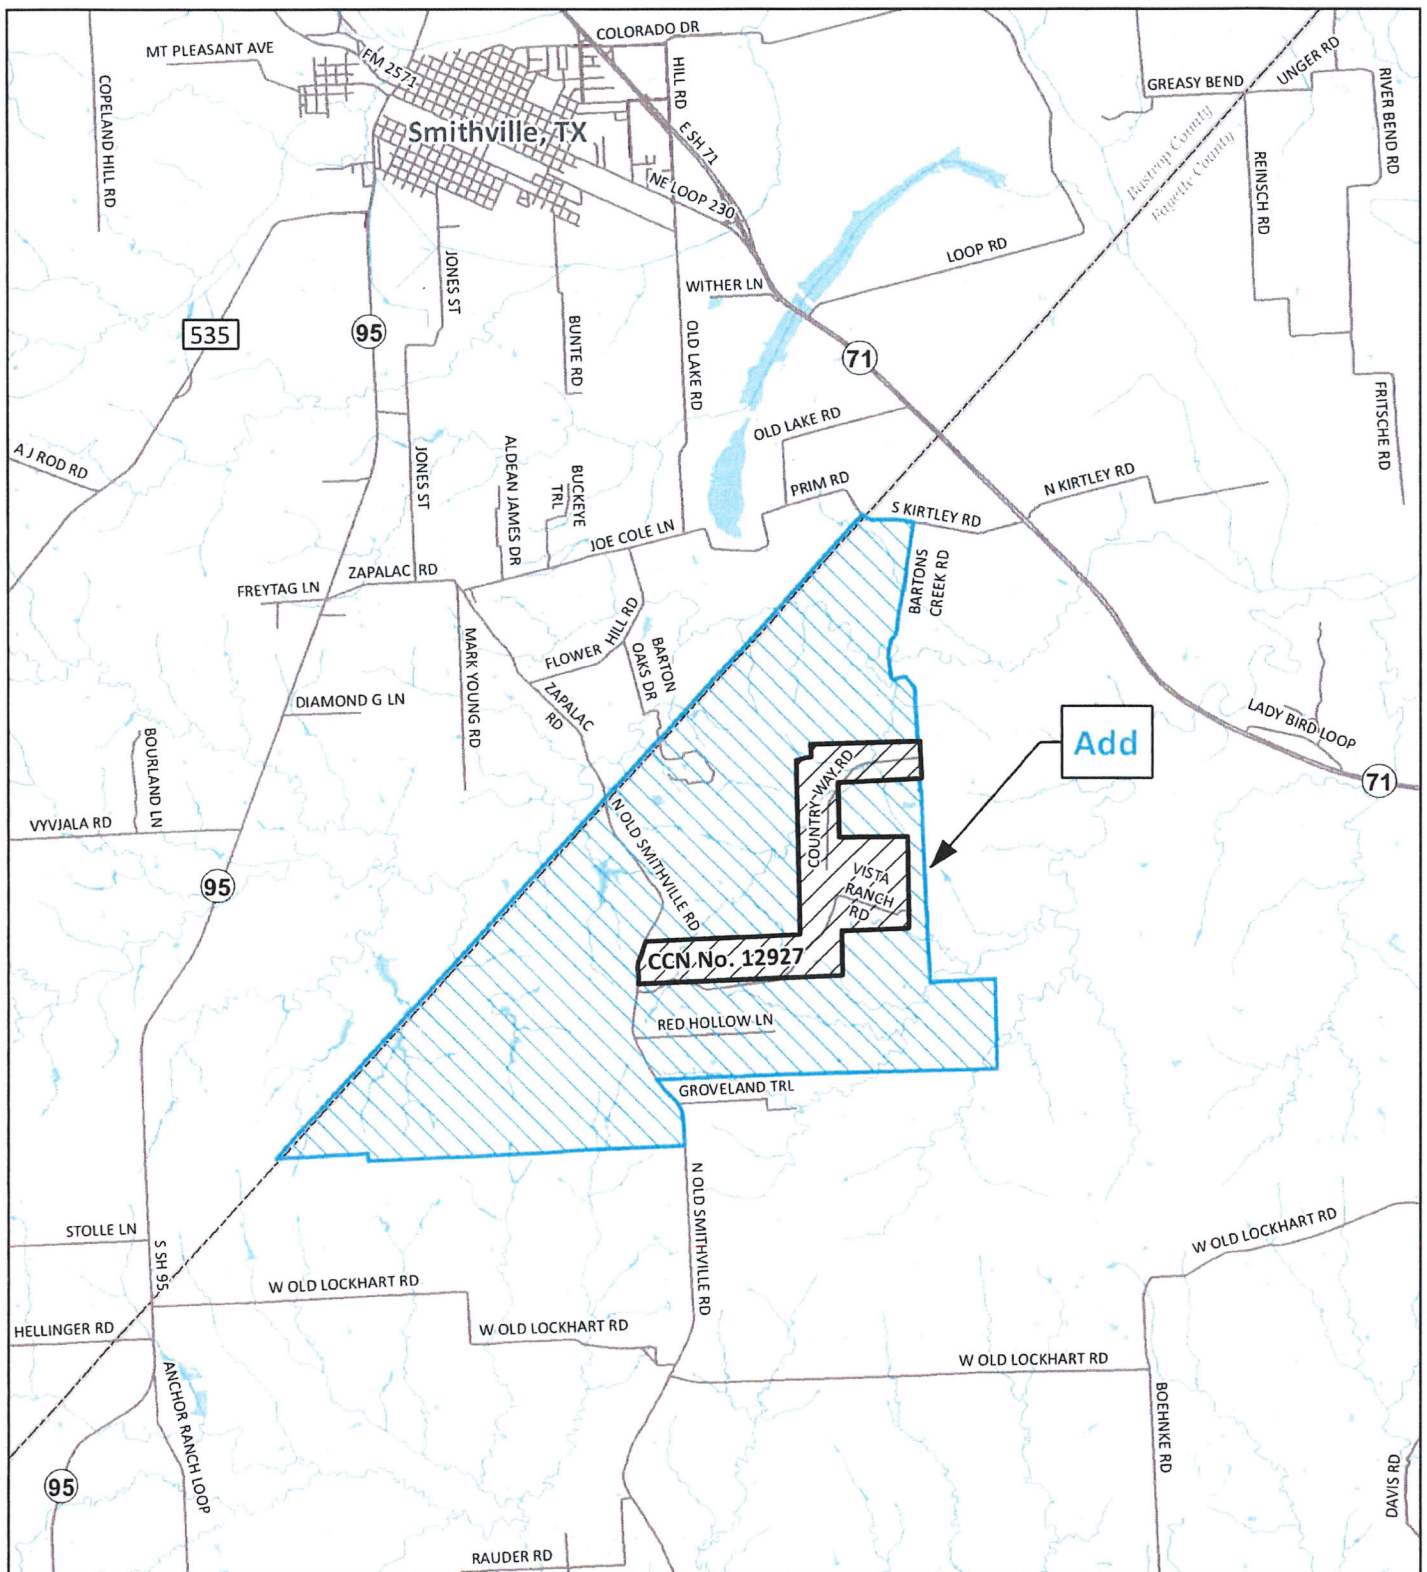 COLORADO DR
MT PLEASANT AVE
FM 2571
HILL RD
UNGER RD
GREASY BEND
RIVER BEND RD
COPELAND HILL RD
Smithville, TX
E SH 71
Bastrop County
Fayette County
REINSCH RD
NE LOOP 230
LOOP RD
JONES ST
WITHER LN
535
95
BUNTE RD
OLD LAKE RD
71
FRITSCHE RD
OLD LAKE RD
A J ROD RD
JONES ST
ALDEAN JAMES DR
BUCKEYE
TRL
PRIM RD
N KIRTLEY RD
S KIRTLEY RD
JOE COLE LN
ZAPALAC RD
FREYTAG LN
BARTONS
CREEK RD
MARK YOUNG RD
FLOWER HILL RD
BARTON
OAKS DR
ZAPALAC
RD
DIAMOND G LN
LADY BIRD LOOP
Add
BOURLAND LN
COUNTRY WAY RD
71
VYVJALA RD
N OLD SMITHVILLE RD
95
VISTA
RANCH
RD
CCN No. 12927
RED HOLLOW LN
GROVELAND TRL
N OLD SMITHVILLE RD
STOLLE LN
S SH 95
W OLD LOCKHART RD
W OLD LOCKHART RD
HELLINGER RD
W OLD LOCKHART RD
W OLD LOCKHART RD
ANCHOR RANCH LOOP
BOEHNKE RD
95
DAVIS RD
RAUDER RD